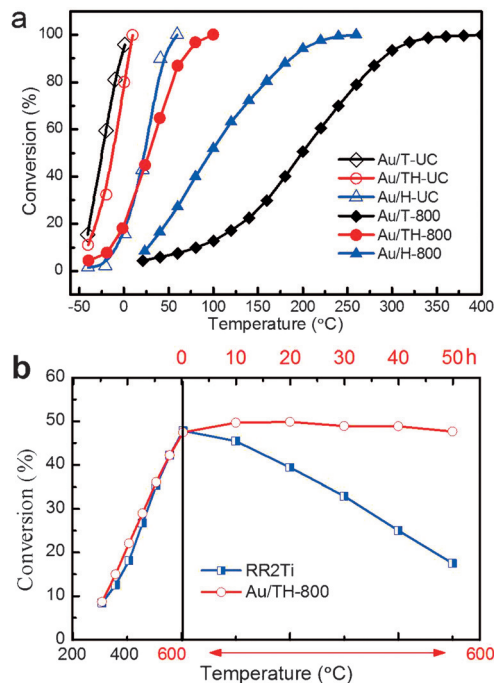 a
100
80
60
40
20
0
Conversion (%)
Au/T-UC
Au/TH-UC
Au/H-UC
Au/T-800
Au/TH-800
Au/H-800
-50 0 50 100 150 200 250 300 350 400
Temperature (°C)
b
0 10 20 30 40 50 h
60
50
40
30
20
10
0
Conversion (%)
RR2Ti
Au/TH-800
200 400 600 600
Temperature (°C)